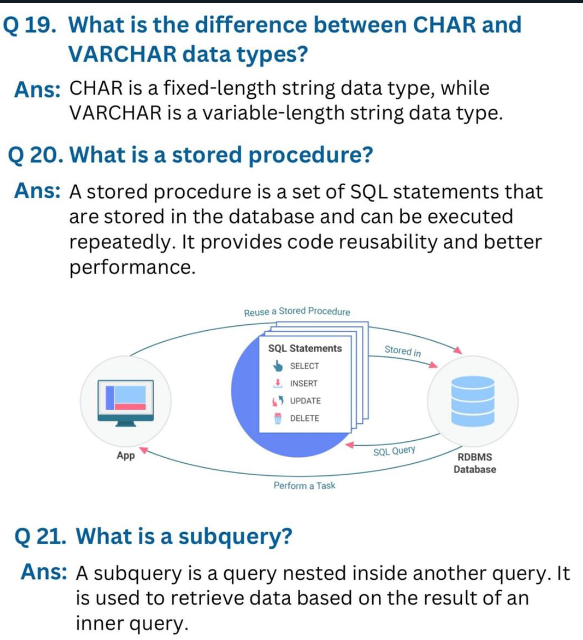 Q 19. What is the difference between CHAR and
VARCHAR data types?
Ans: CHAR is a fixed-length string data type, while
VARCHAR is a variable-length string data type.
Q 20. What is a stored procedure?
Ans: A stored procedure is a set of SQL statements that
are stored in the database and can be executed
repeatedly. It provides code reusability and better
performance.
Reuse a Stored Procedure
SQL Statements
SELECT
INSERT
UPDATE
DELETE
Stored in
App
SQL Query
RDBMS
Database
Perform a Task
Q 21. What is a subquery?
Ans: A subquery is a query nested inside another query. It
is used to retrieve data based on the result of an
inner query.